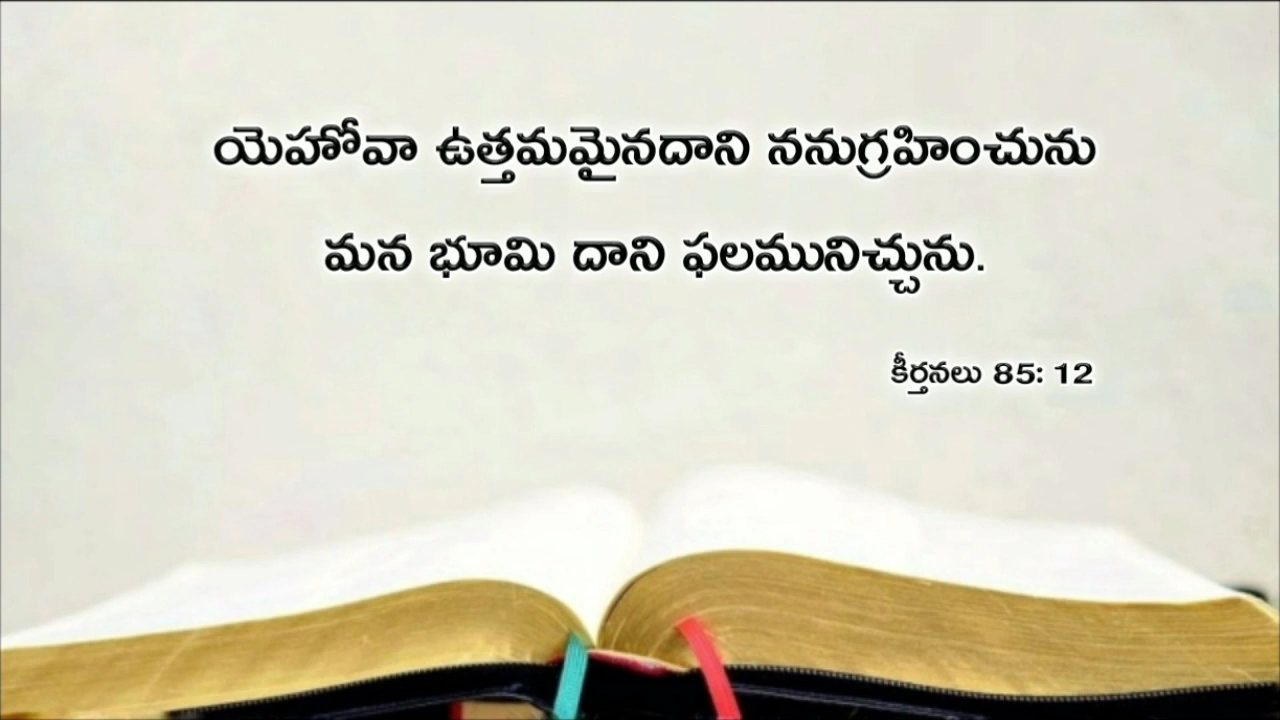 యెహోవా ఉత్తమమైనదాని ననుగ్రహించును
మన భూమి దాని ఫలమునిచ్చును.
కీర్తనలు 85: 12